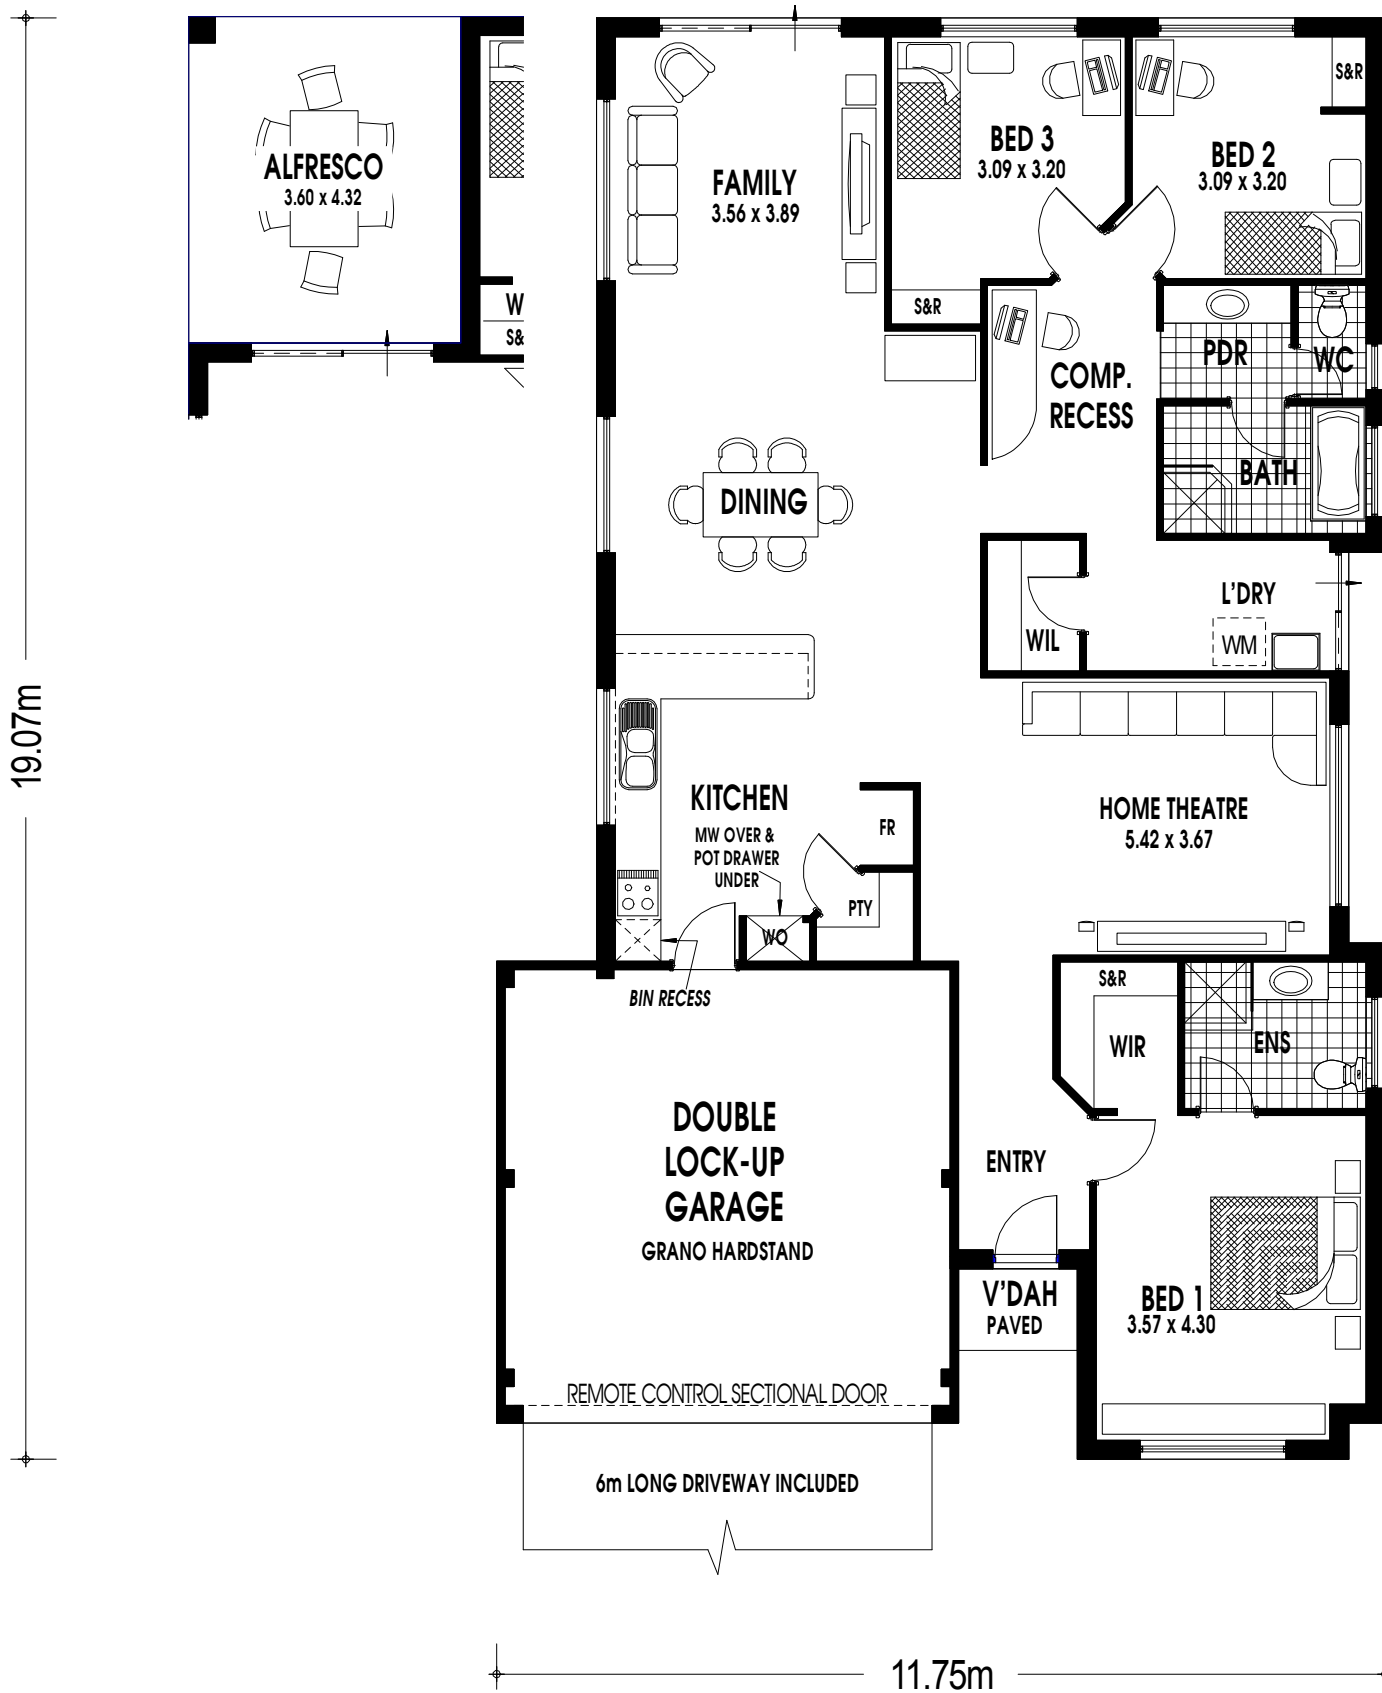 ALFRESCO
3.60 x 4.32
W
S&
FAMILY
3.56 x 3.89
BED 3
3.09 x 3.20
BED 2
3.09 x 3.20
S&R
S&R
COMP.
RECESS
PDR
WC
BATH
DINING
L'DRY
WM
WIL
19.07m
KITCHEN
MW OVER &
POT DRAWER
UNDER
FR
PTY
WO
BIN RECESS
HOME THEATRE
5.42 x 3.67
S&R
WIR
ENS
DOUBLE
LOCK-UP
GARAGE
GRANO HARDSTAND
ENTRY
V'DAH
PAVED
BED 1
3.57 x 4.30
REMOTE CONTROL SECTIONAL DOOR
6m LONG DRIVEWAY INCLUDED
11.75m